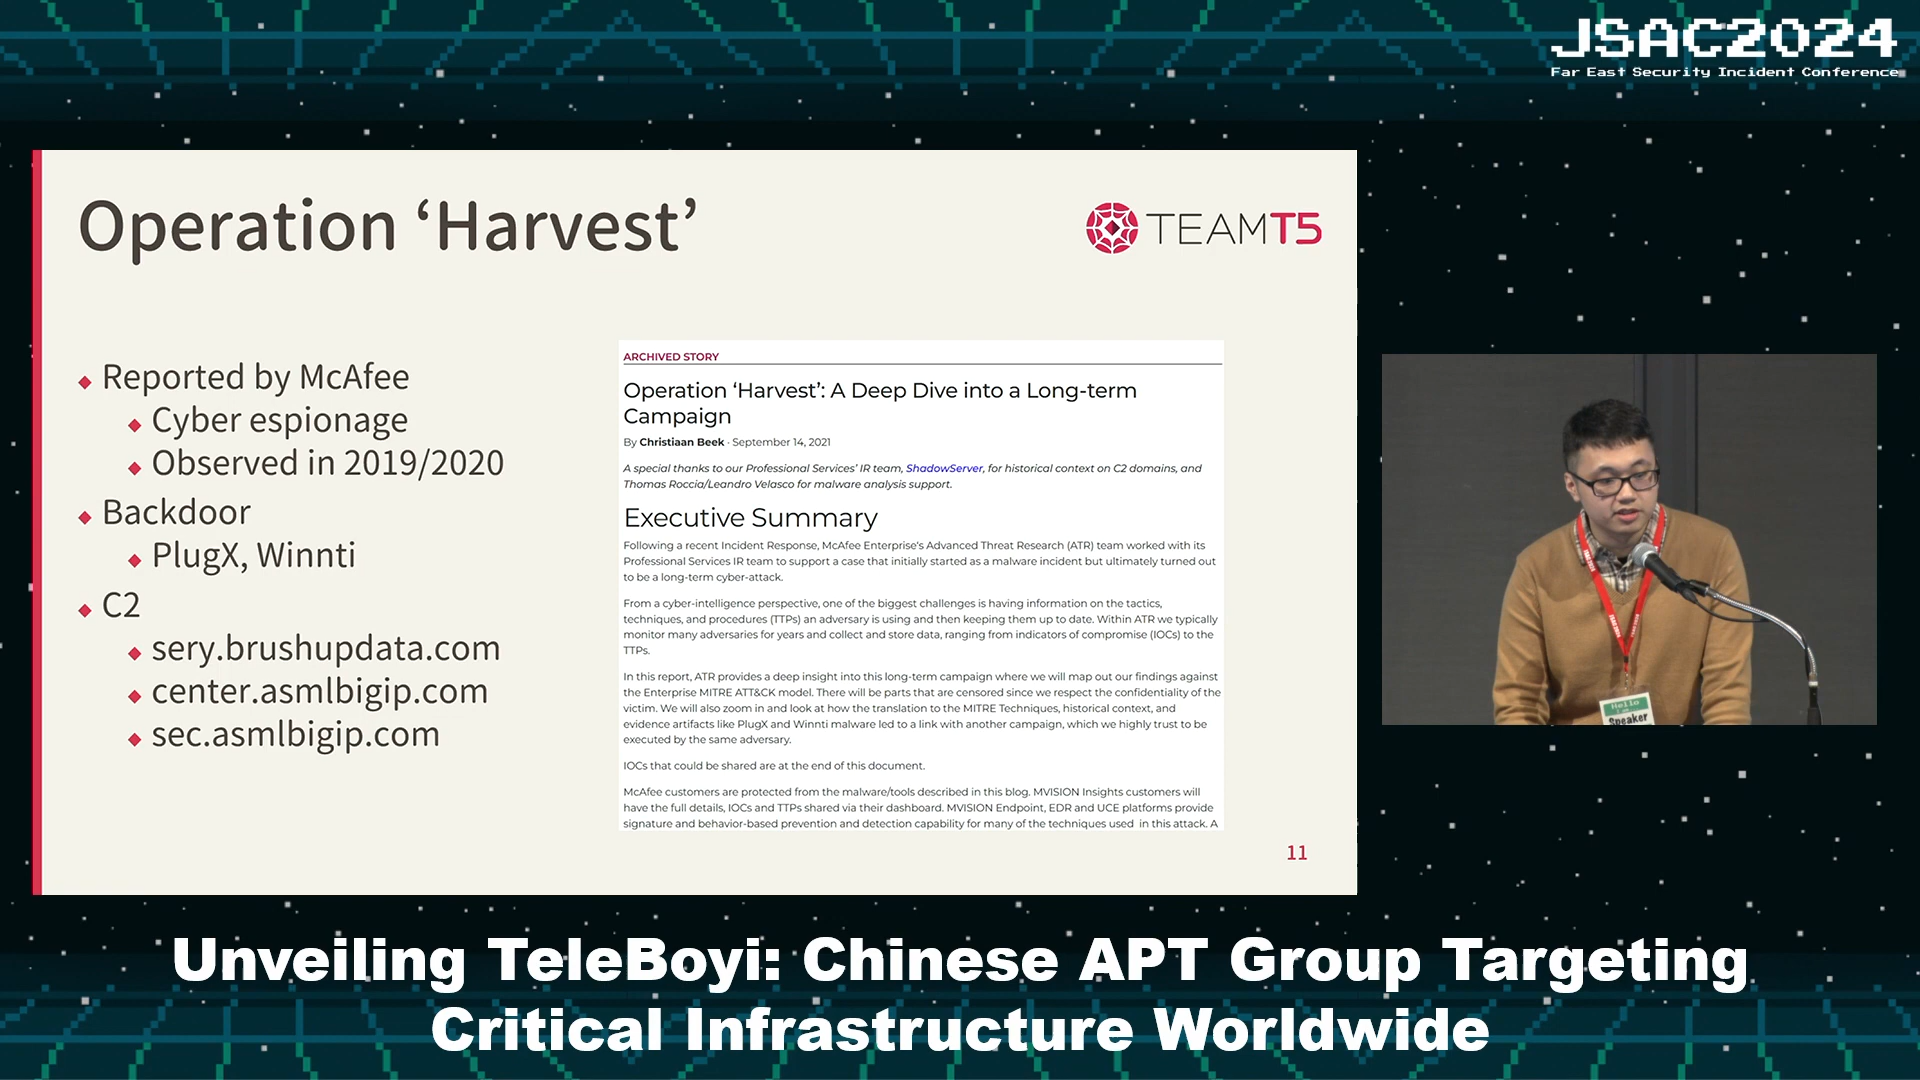 JSAC2024
Far East Security Incident Conference
Operation ‘Harvest’
TEAMT5
Reported by McAfee
Cyber espionage
Observed in 2019/2020
Backdoor
PlugX, Winnti
C2
sery.brushupdata.com
center.asmlbigip.com
sec.asmlbigip.com
ARCHIVED STORY
Operation ‘Harvest’: A Deep Dive into a Long-term
Campaign
By Christiaan Beek · September 14, 2021
A special thanks to our Professional Services’ IR team, ShadowServer, for historical context on C2 domains, and
Thomas Roccia/Leandro Velasco for malware analysis support.
Executive Summary
Following a recent Incident Response, McAfee Enterprise’s Advanced Threat Research (ATR) team worked with its
Professional Services IR team to support a case that initially started as a malware incident but ultimately turned out
to be a long-term cyber-attack.
From a cyber-intelligence perspective, one of the biggest challenges is having information on the tactics,
techniques, and procedures (TTPs) an adversary is using and then keeping them up to date. Within ATR we typically
monitor many adversaries for years and collect and store data, ranging from indicators of compromise (IOCs) to the
TTPs.
In this report, ATR provides a deep insight into this long-term campaign where we will map out our findings against
the Enterprise MITRE ATT&CK model. There will be parts that are censored since we respect the confidentiality of the
victim. We will also zoom in and look at how the translation to the MITRE Techniques, historical context, and
evidence artifacts like PlugX and Winnti malware led to a link with another campaign, which we highly trust to be
executed by the same adversary.
IOCs that could be shared are at the end of this document.
McAfee customers are protected from the malware/tools described in this blog. MVISION Insights customers will
have the full details, IOCs and TTPs shared via their dashboard. MVISION Endpoint, EDR and UCE platforms provide
signature and behavior-based prevention and detection capability for many of the techniques used in this attack. A
11
Hello
Speaker
Unveiling TeleBoyi: Chinese APT Group Targeting
Critical Infrastructure Worldwide